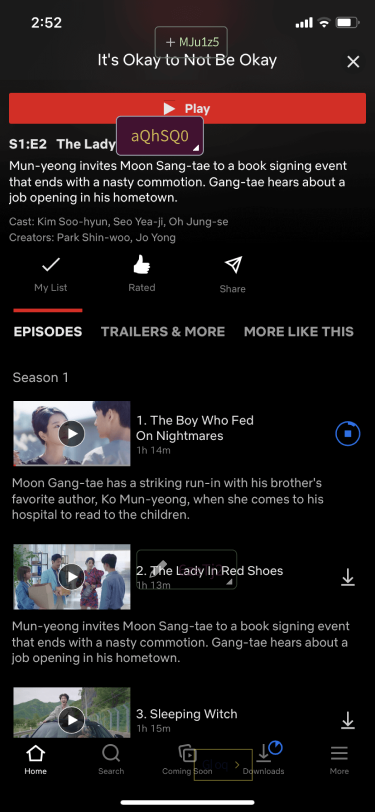 2:52
+ MJu1z5
It's Okay to Not Be Okay
Play
aQhSQ0
S1:E2 The Lady
Mun-yeong invites Moon Sang-tae to a book signing event
that ends with a nasty commotion. Gang-tae hears about a
job opening in his hometown.
Cast: Kim Soo-hyun, Seo Yea-ji, Oh Jung-se
Creators: Park Shin-woo, Jo Yong
My List
Rated
Share
EPISODES
TRAILERS & MORE
MORE LIKE THIS
Season 1
1. The Boy Who Fed
On Nightmares
1h 14m
Moon Gang-tae has a striking run-in with his brother's
favorite author, Ko Mun-yeong, when she comes to his
hospital to read to the children.
2. The Lady In Red Shoes
1h 13m
Mun-yeong invites Moon Sang-tae to a book signing event
that ends with a nasty commotion. Gang-tae hears about a
job opening in his hometown.
3. Sleeping Witch
1h 15m
Home
Search
Coming Soon
Downloads
More